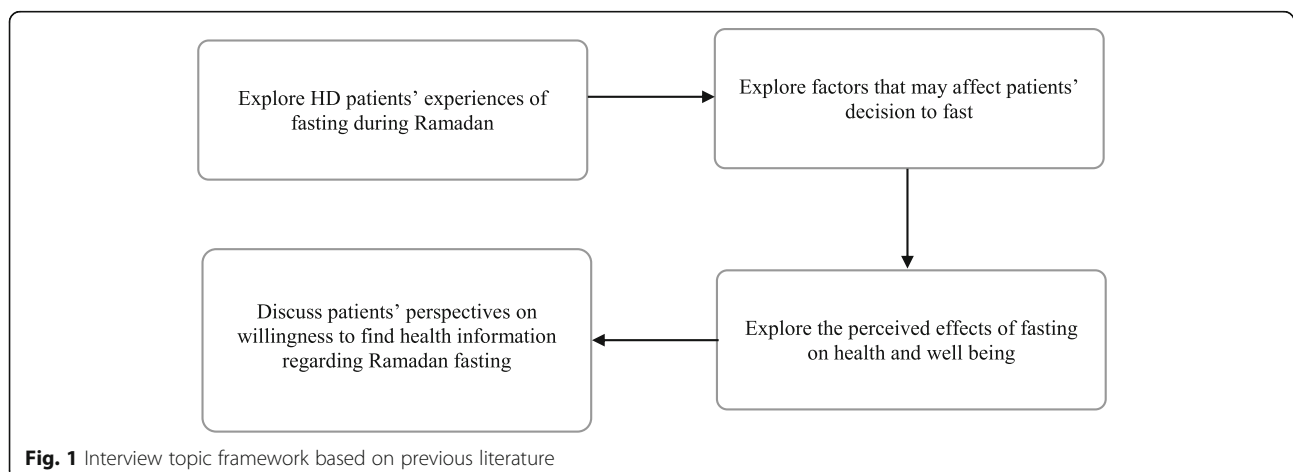 Explore HD patients’ experiences of
fasting during Ramadan
Explore factors that may affect patients’
decision to fast
Explore the perceived effects of fasting
on health and well being
Discuss patients’ perspectives on
willingness to find health information
regarding Ramadan fasting
Fig. 1 Interview topic framework based on previous literature